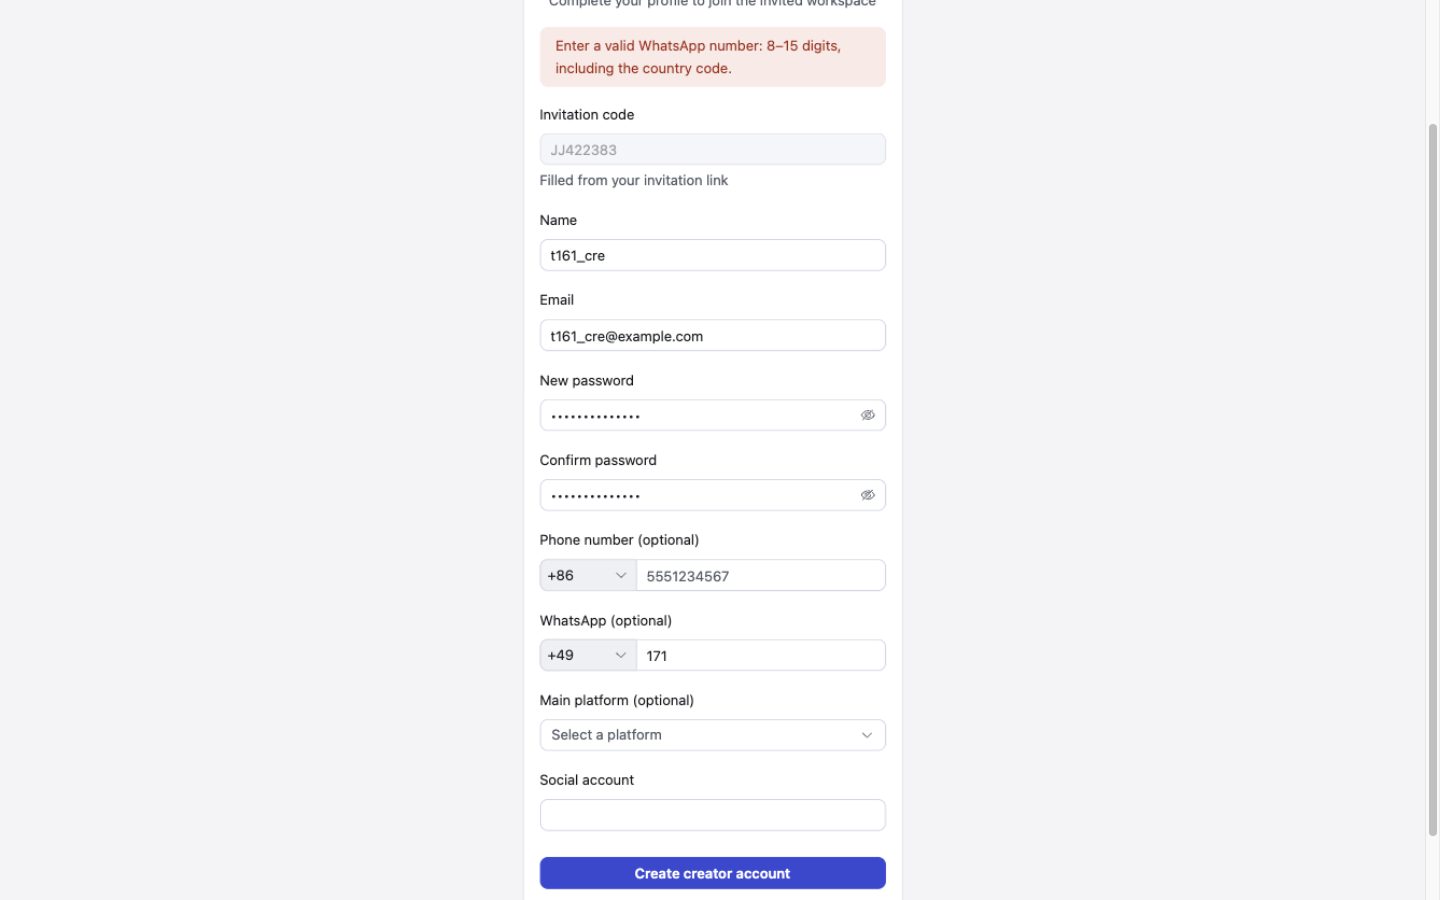 Complete your profile to join the invited workspace
Enter a valid WhatsApp number: 8–15 digits,
including the country code.
Invitation code
JJ422383
Filled from your invitation link
Name
t161_cre
Email
t161_cre@example.com
New password
••••••••••••••
Confirm password
••••••••••••••
Phone number (optional)
+86 5551234567
WhatsApp (optional)
+49 171
Main platform (optional)
Select a platform
Social account
Create creator account